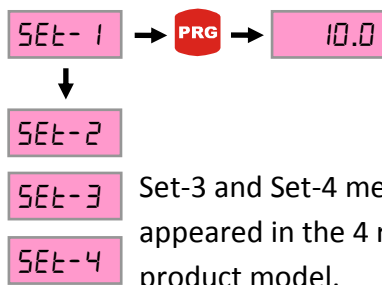 SEt- 1 PRG 10.0
SEt-2
SEt-3 Set-3 and Set-4 me
appeared in the 4 r
SEt-4
product model.